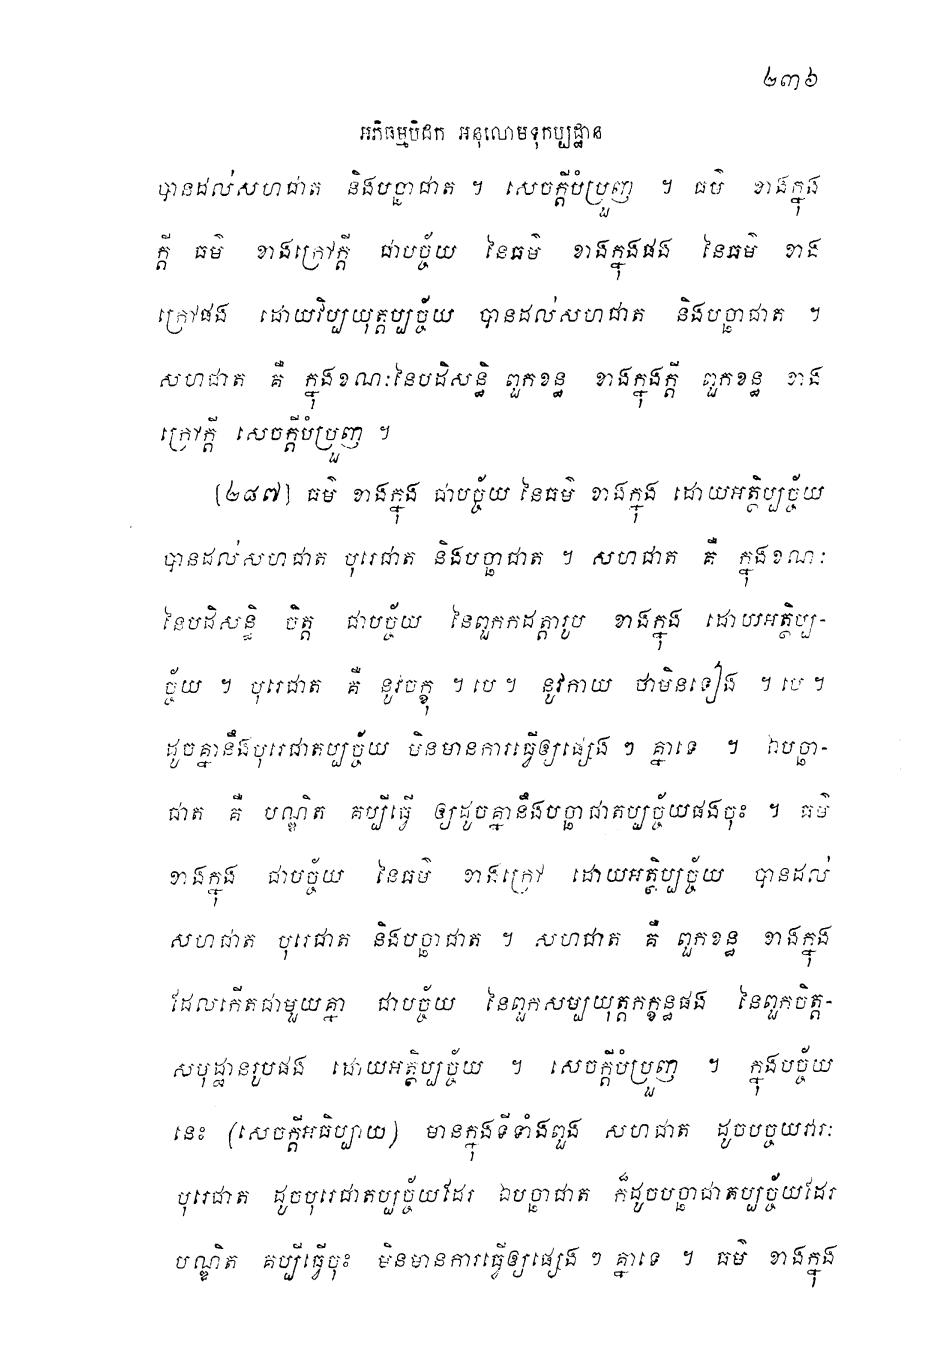 ២៣៦
អភិធម្មបិដក អនុលោមទុកប្បដ្ឋាន
បានដល់សហជាត និងបច្ឆាជាត ។ សេចក្តីបំប្រួញ ។ ធម៌ ខាងក្នុង
ក្តី ធម៌ ខាងក្រៅក្តី ជាបច្ច័យ នៃធម៌ ខាងក្នុងផង នៃធម៌ ខាង
ក្រៅផង ដោយវិប្បយុត្តប្បច្ច័យ បានដល់សហជាត និងបច្ឆាជាត ។
សហជាត គឺ ក្នុងខណៈនៃបដិសន្ធិ ពួកខន្ធ ខាងក្នុងក្តី ពួកខន្ធ ខាង
ក្រៅក្តី សេចក្តីបំប្រួញ ។
(២៨៧) ធម៌ ខាងក្នុង ជាបច្ច័យ នៃធម៌ ខាងក្នុង ដោយអត្ថិប្បច្ច័យ
បានដល់សហជាត បុរេជាត និងបច្ឆាជាត ។ សហជាត គឺ ក្នុងខណៈ
នៃបដិសន្ធិ ចិត្ត ជាបច្ច័យ នៃពួកកដត្តារូប ខាងក្នុង ដោយអត្ថិប្ប-
ច្ច័យ ។ បុរេជាត គឺ នូវចក្ខុ ។ បេ ។ នូវកាយ ថាមិនទៀង ។ បេ ។
ដូចគ្នានឹងបុរេជាតប្បច្ច័យ មិនមានការធ្វើឲ្យផ្សេង ៗ គ្នាទេ ។ ឯបច្ឆា-
ជាត គឺ បណ្ឌិត គប្បីធ្វើ ឲ្យដូចគ្នានឹងបច្ឆាជាតប្បច្ច័យផងចុះ ។ ធម៌
ខាងក្នុង ជាបច្ច័យ នៃធម៌ ខាងក្រៅ ដោយអត្ថិប្បច្ច័យ បានដល់
សហជាត បុរេជាត និងបច្ឆាជាត ។ សហជាត គឺ ពួកខន្ធ ខាងក្នុង
ដែលកើតជាមួយគ្នា ជាបច្ច័យ នៃពួកសម្បយុត្តកក្ខន្ធផង នៃពួកចិត្ត-
សមុដ្ឋានរូបផង ដោយអត្ថិប្បច្ច័យ ។ សេចក្តីបំប្រួញ ។ ក្នុងបច្ច័យ
នេះ (សេចក្តីអធិប្បាយ) មានក្នុងទីទាំងពួង សហជាត ដូចបច្ចយវារៈ
បុរេជាត ដូចបុរេជាតប្បច្ច័យដែរ ឯបច្ឆាជាត ក៏ដូចបច្ឆាជាតប្បច្ច័យដែរ
បណ្ឌិត គប្បីធ្វើចុះ មិនមានការធ្វើឲ្យផ្សេង ៗ គ្នាទេ ។ ធម៌ ខាងក្នុង